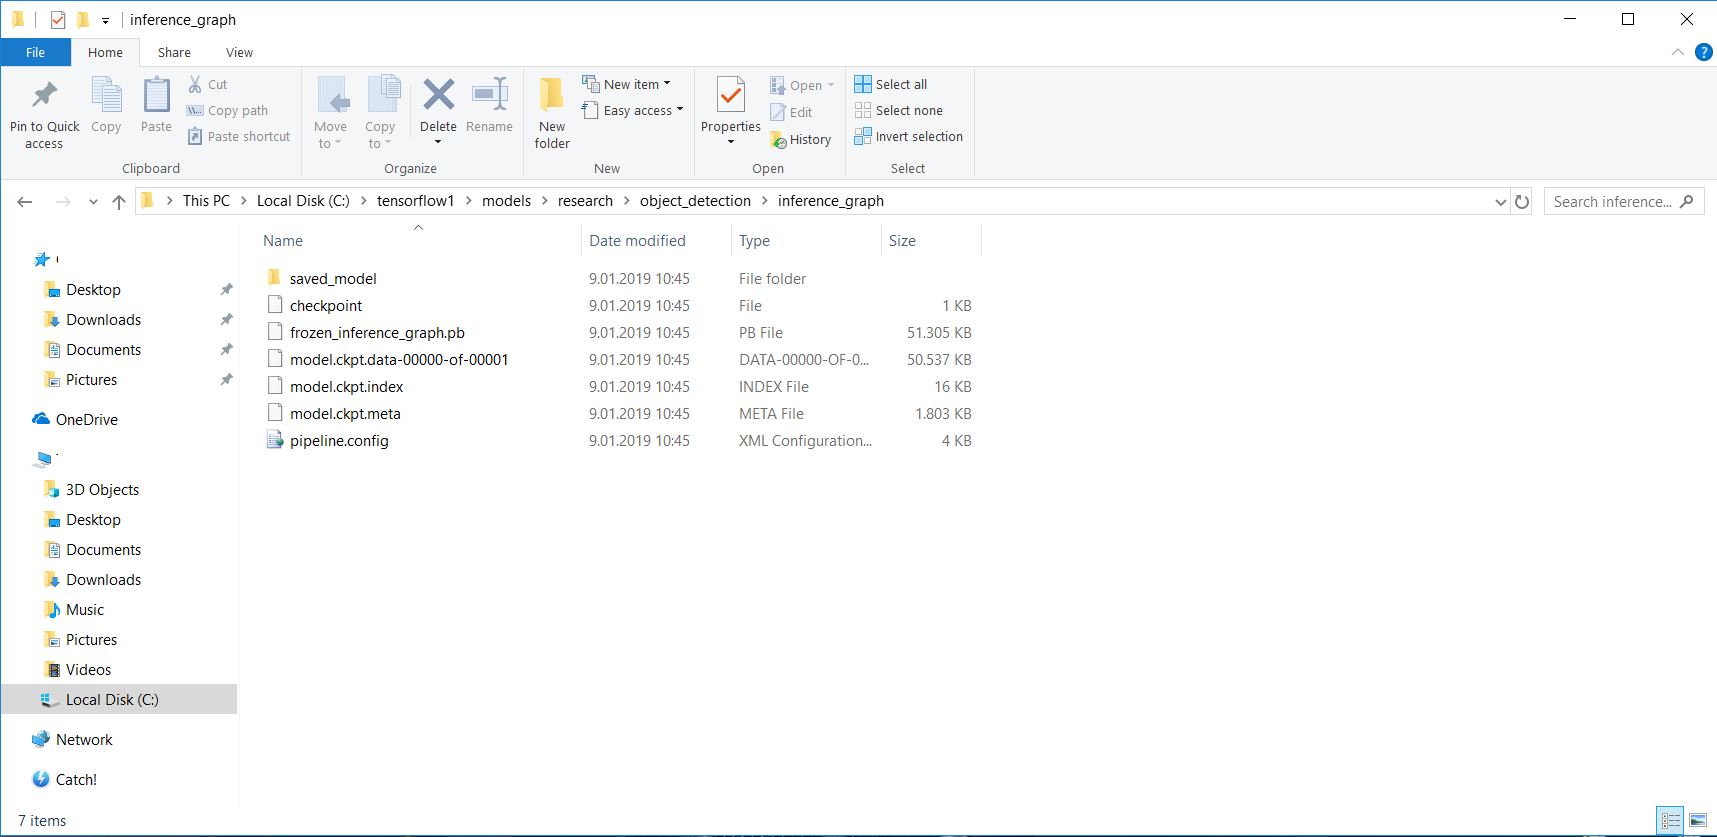 inference_graph
File Home Share View
Pin to Quick access
Copy
Paste
Cut
Copy path
Paste shortcut
Clipboard
Move to
Copy to
Delete
Rename
Organize
New folder
New item
Easy access
New
Properties
Open
Edit
History
Open
Select all
Select none
Invert selection
Select
This PC > Local Disk (C:) > tensorflow1 > models > research > object_detection > inference_graph
Search inference...
Desktop
Downloads
Documents
Pictures
OneDrive
3D Objects
Desktop
Documents
Downloads
Music
Pictures
Videos
Local Disk (C:)
Network
Catch!
Name Date modified Type Size
saved_model 9.01.2019 10:45 File folder
checkpoint 9.01.2019 10:45 File 1 KB
frozen_inference_graph.pb 9.01.2019 10:45 PB File 51.305 KB
model.ckpt.data-00000-of-00001 9.01.2019 10:45 DATA-00000-OF-0... 50.537 KB
model.ckpt.index 9.01.2019 10:45 INDEX File 16 KB
model.ckpt.meta 9.01.2019 10:45 META File 1.803 KB
pipeline.config 9.01.2019 10:45 XML Configuration... 4 KB
7 items